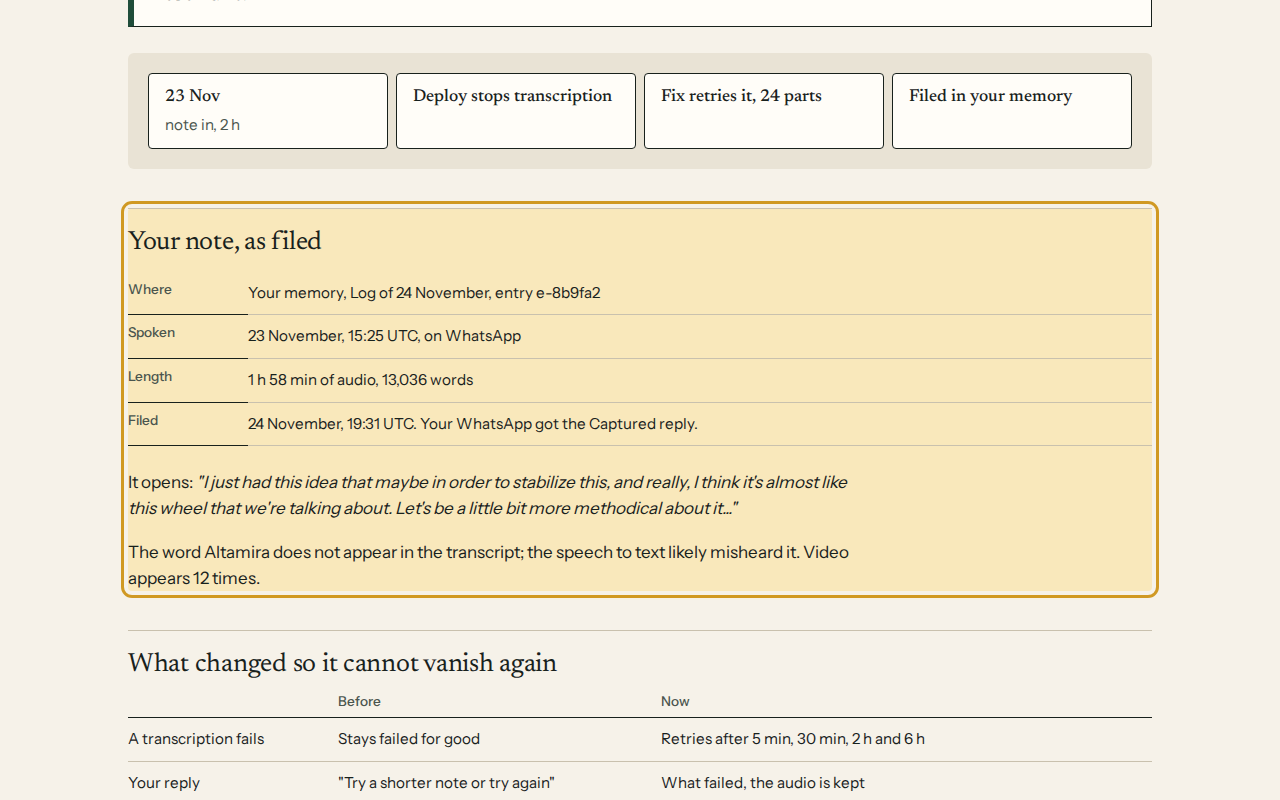 23 Nov
note in, 2 h
Deploy stops transcription
Fix retries it, 24 parts
Filed in your memory
Your note, as filed
Where Your memory, Log of 24 November, entry e-8b9fa2
Spoken 23 November, 15:25 UTC, on WhatsApp
Length 1 h 58 min of audio, 13,036 words
Filed 24 November, 19:31 UTC. Your WhatsApp got the Captured reply.
It opens: "I just had this idea that maybe in order to stabilize this, and really, I think it's almost like
this wheel that we're talking about. Let's be a little bit more methodical about it..."
The word Altamira does not appear in the transcript; the speech to text likely misheard it. Video
appears 12 times.
What changed so it cannot vanish again
Before Now
A transcription fails Stays failed for good Retries after 5 min, 30 min, 2 h and 6 h
Your reply "Try a shorter note or try again" What failed, the audio is kept